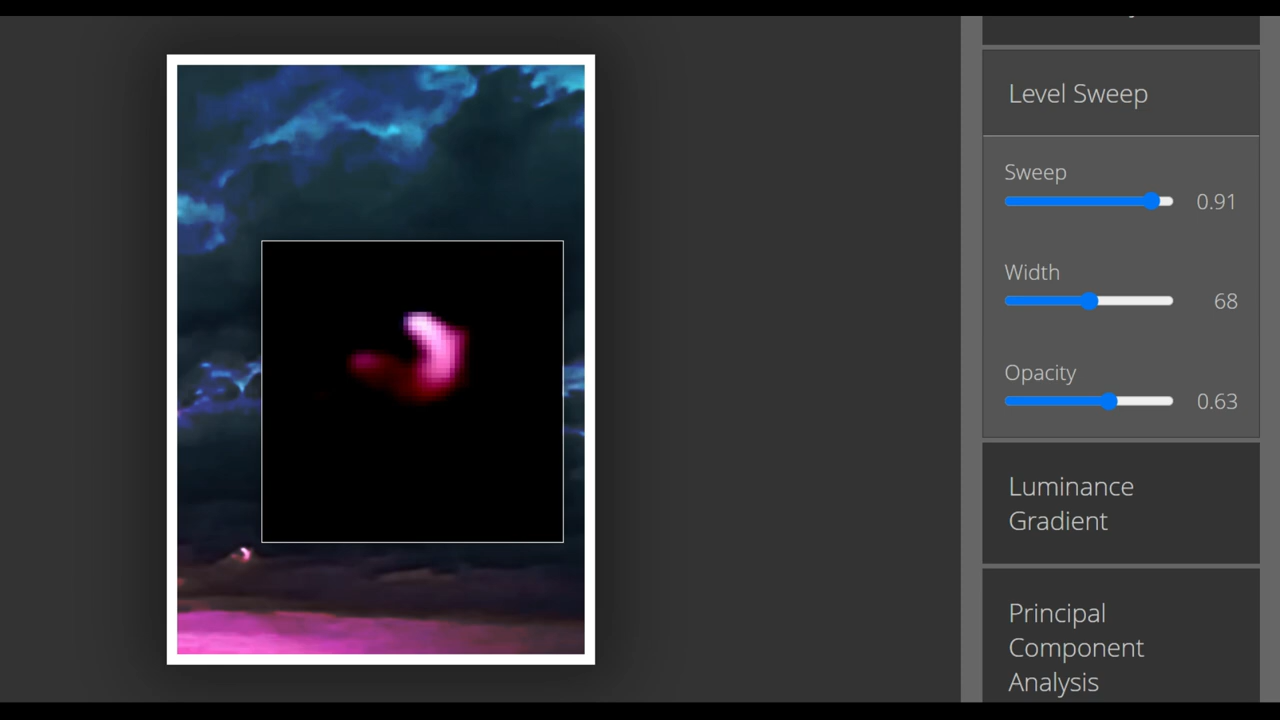 Level Sweep
Sweep
0.91
Width
68
Opacity
0.63
Luminance
Gradient
Principal
Component
Analysis